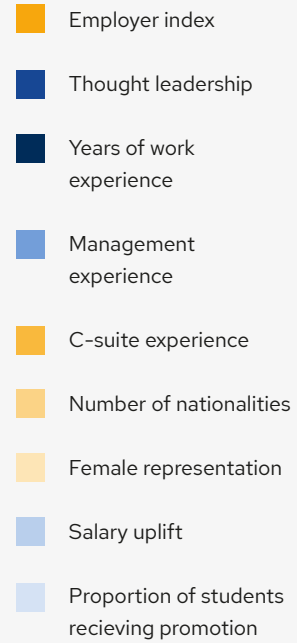 Employer index
Thought leadership
Years of work
experience
Management
experience
C-suite experience
Number of nationalities
Female representation
Salary uplift
Proportion of students
recieving promotion